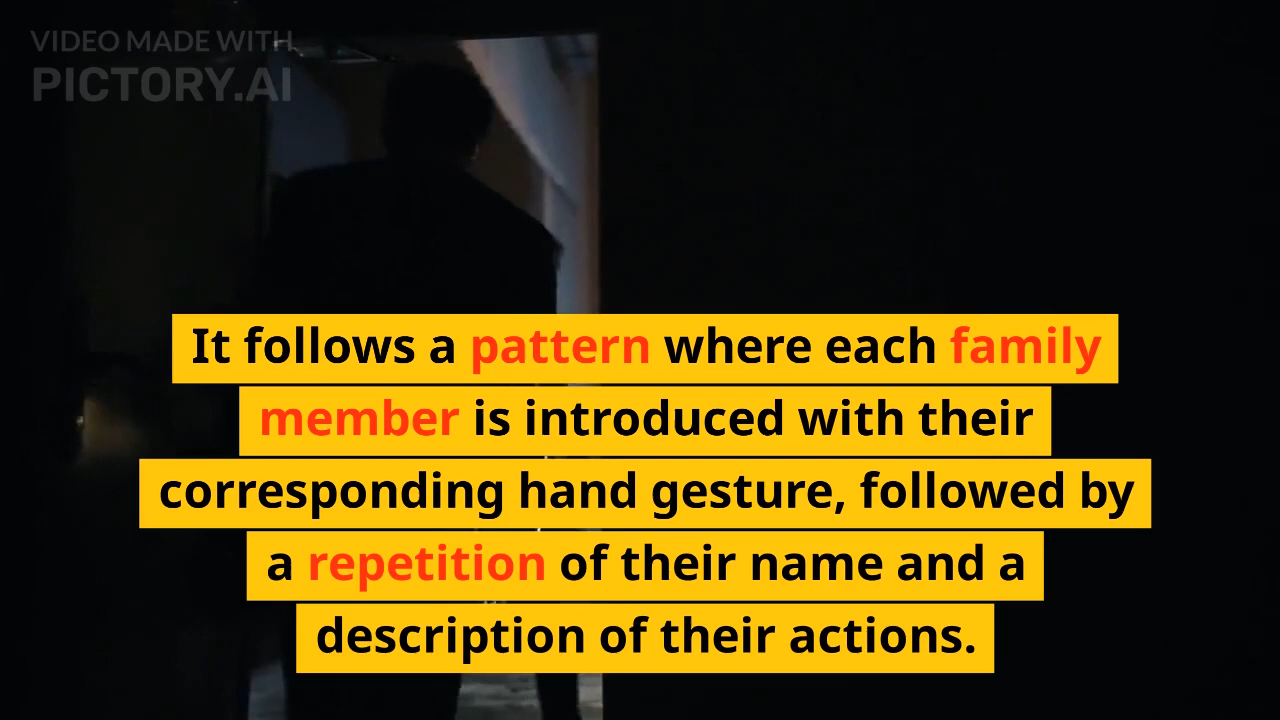 VIDEO MADE WITH
PICTORY.AI
It follows a pattern where each family
member is introduced with their
corresponding hand gesture, followed by
a repetition of their name and a
description of their actions.